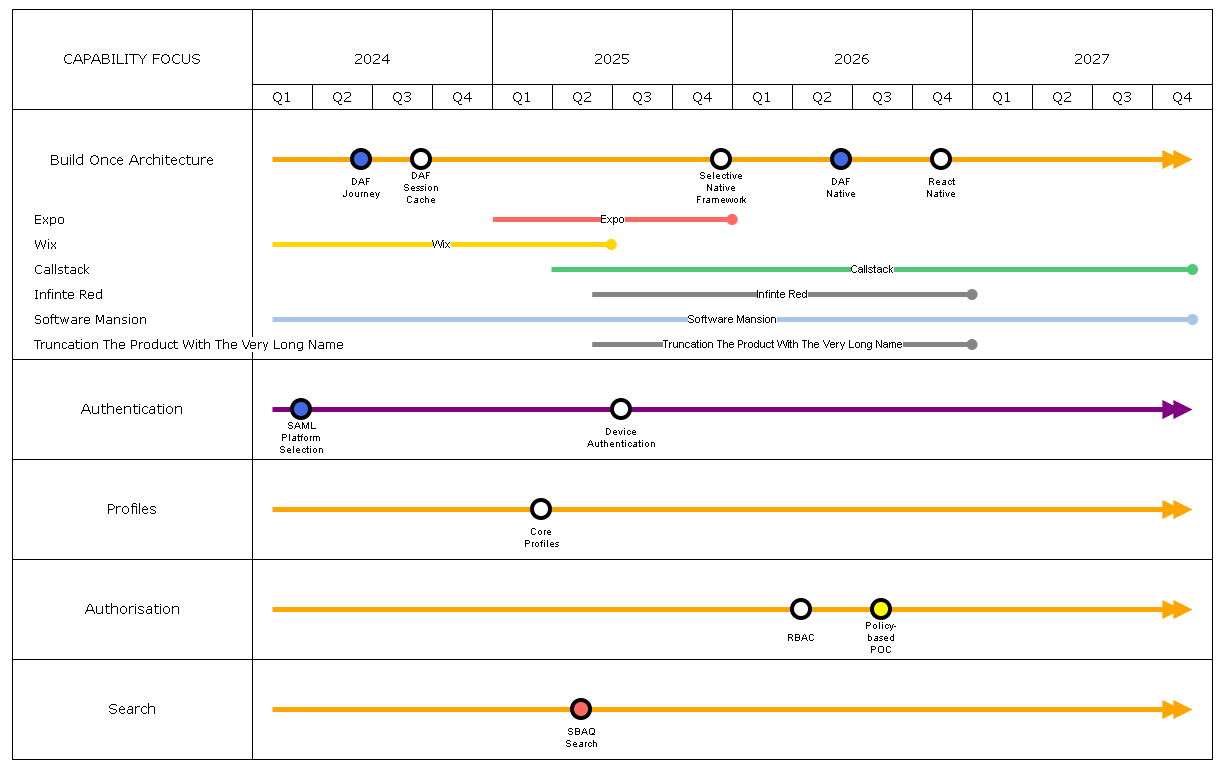 CAPABILITY FOCUS
2024
2025
2026
2027
Q1 Q2 Q3 Q4 Q1 Q2 Q3 Q4 Q1 Q2 Q3 Q4 Q1 Q2 Q3 Q4
Build Once Architecture
DAF
Journey
DAF
Session
Cache
Selective
Native
Framework
DAF
Native
React
Native
Expo
Expo
Wix
Wix
Callstack
Callstack
Infinte Red
Infinte Red
Software Mansion
Software Mansion
Truncation The Product With The Very Long Name
Truncation The Product With The Very Long Name
Authentication
SAML
Platform
Selection
Device
Authentication
Profiles
Core
Profiles
Authorisation
RBAC
Policy-
based
POC
Search
SBAQ
Search